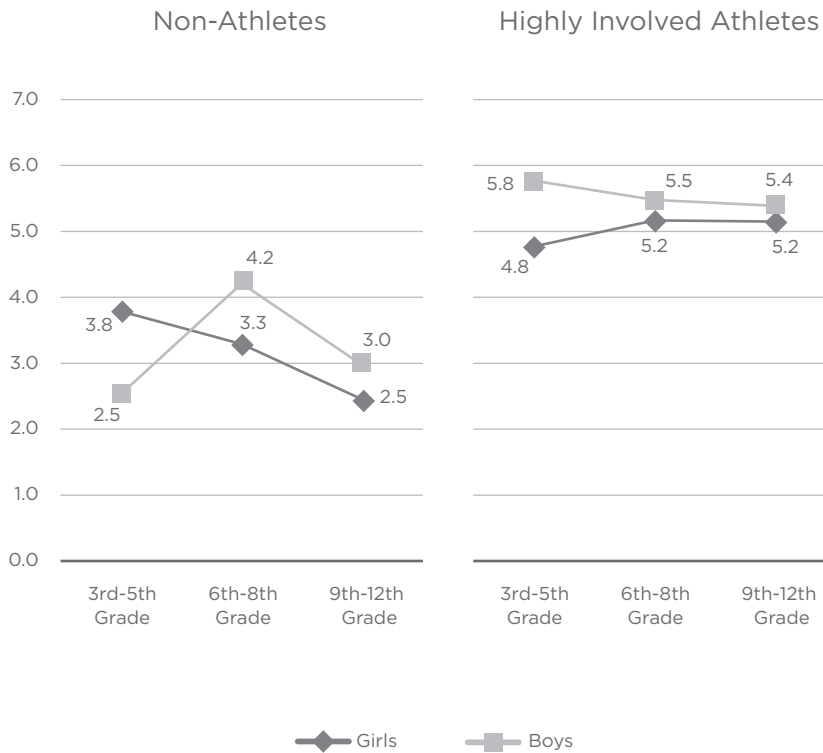 Non-Athletes
Highly Involved Athletes
7.0
6.0
5.0
4.0
3.0
2.0
1.0
0.0
3.8
2.5
4.2
3.3
3.0
2.5
5.8
4.8
5.5
5.2
5.4
5.2
3rd-5th
Grade
6th-8th
Grade
9th-12th
Grade
3rd-5th
Grade
6th-8th
Grade
9th-12th
Grade
Girls
Boys